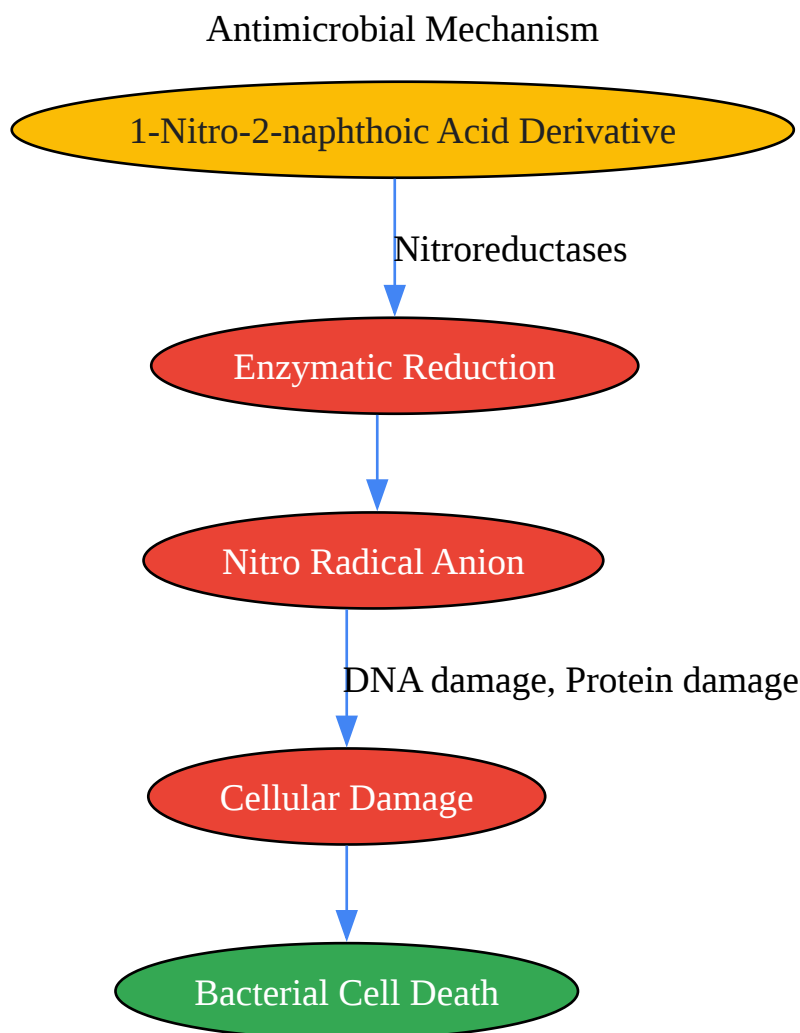 Antimicrobial Mechanism
1-Nitro-2-naphthoic Acid Derivative
Nitroreductases
Enzymatic Reduction
Nitro Radical Anion
DNA damage, Protein damage
Cellular Damage
Bacterial Cell Death